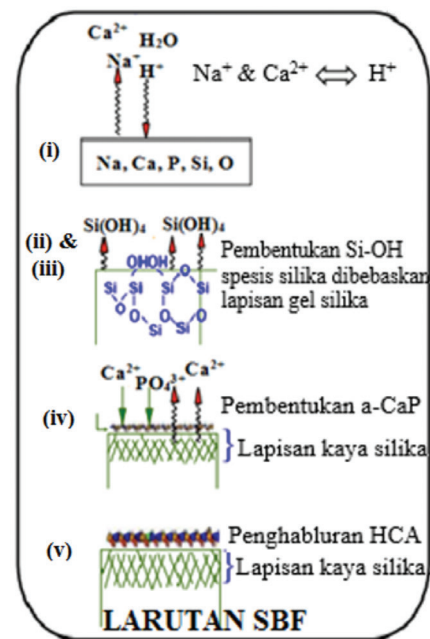 Ca²⁺ H₂O
Na⁺ H⁺
Na⁺ & Ca²⁺ ⇔ H⁺
(i)
Na, Ca, P, Si, O
(ii) &
(iii)
Si(OH)₄ Si(OH)₄
OHOH O
Si Si Si
O O
Si Si
O
Pembentukan Si-OH
spesis silika dibebaskan
lapisan gel silika
Ca²⁺ PO₄³⁺ Ca²⁺
(iv)
Pembentukan a-CaP
Lapisan kaya silika
(v)
Penghabluran HCA
Lapisan kaya silika
LARUTAN SBF